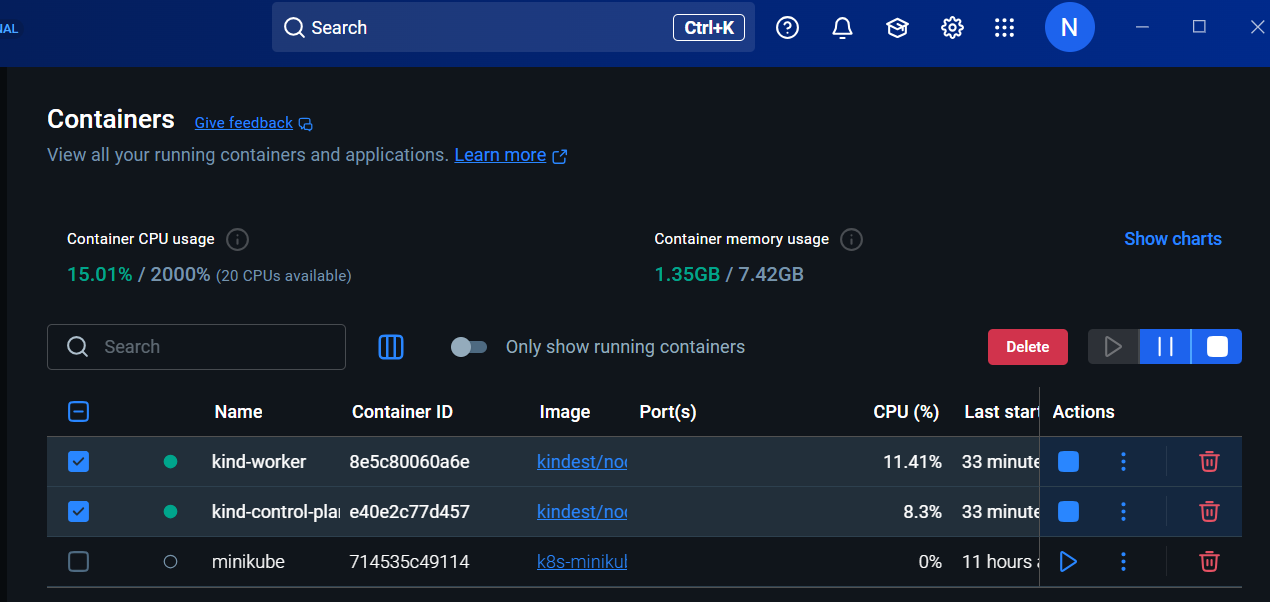 NAL Search Ctrl+K N
Containers Give feedback
View all your running containers and applications. Learn more
Container CPU usage Container memory usage Show charts
15.01% / 2000% (20 CPUs available) 1.35GB / 7.42GB
Search Only show running containers Delete
Name Container ID Image Port(s) CPU (%) Last start Actions
kind-worker 8e5c80060a6e kindest/noc 11.41% 33 minute
kind-control-plan e40e2c77d457 kindest/noc 8.3% 33 minute
minikube 714535c49114 k8s-minikul 0% 11 hours a